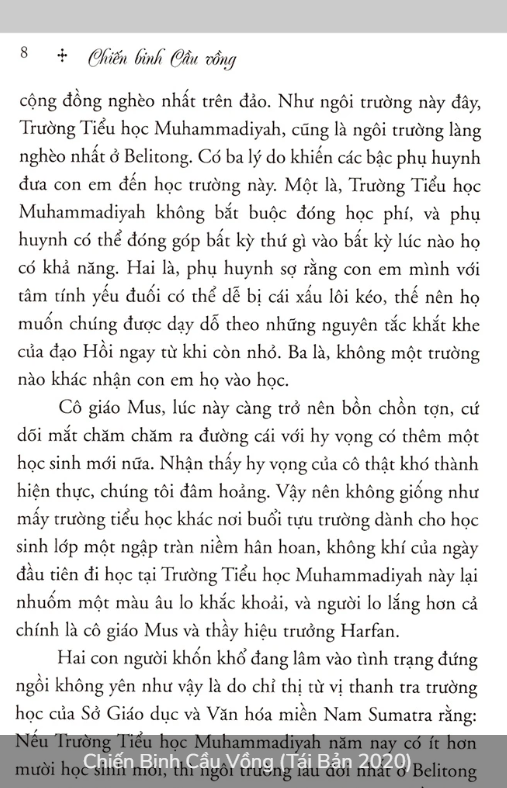 8 ✢ Chiến binh Cầu vồng
cộng đồng nghèo nhất trên đảo. Như ngôi trường này đây,
Trường Tiểu học Muhammadiyah, cũng là ngôi trường làng
nghèo nhất ở Belitong. Có ba lý do khiến các bậc phụ huynh
đưa con em đến học trường này. Một là, Trường Tiểu học
Muhammadiyah không bắt buộc đóng học phí, và phụ
huynh có thể đóng góp bất kỳ thứ gì vào bất kỳ lúc nào họ
có khả năng. Hai là, phụ huynh sợ rằng con em mình với
tâm tính yếu đuối có thể dễ bị cái xấu lôi kéo, thế nên họ
muốn chúng được dạy dỗ theo những nguyên tắc khắt khe
của đạo Hồi ngay từ khi còn nhỏ. Ba là, không một trường
nào khác nhận con em họ vào học.
Cô giáo Mus, lúc này càng trở nên bồn chồn tợn, cứ
dõi mắt chăm chăm ra đường cái với hy vọng có thêm một
học sinh mới nữa. Nhận thấy hy vọng của cô thật khó thành
hiện thực, chúng tôi đâm hoảng. Vậy nên không giống như
mấy trường tiểu học khác nơi buổi tựu trường dành cho học
sinh lớp một ngập tràn niềm hân hoan, không khí của ngày
đầu tiên đi học tại Trường Tiểu học Muhammadiyah này lại
nhuốm một màu âu lo khắc khoải, và người lo lắng hơn cả
chính là cô giáo Mus và thầy hiệu trưởng Harfan.
Hai con người khốn khổ đang lâm vào tình trạng đứng
ngồi không yên như vậy là do chỉ thị từ vị thanh tra trường
học của Sở Giáo dục và Văn hóa miền Nam Sumatra rằng:
Nếu Trường Tiểu học Muhammadiyah năm nay có ít hơn
Chiến Binh Cầu Vồng (Tái Bản 2020)
mười học sinh mới, thì ngôi trường lâu đời nhất ở Belitong